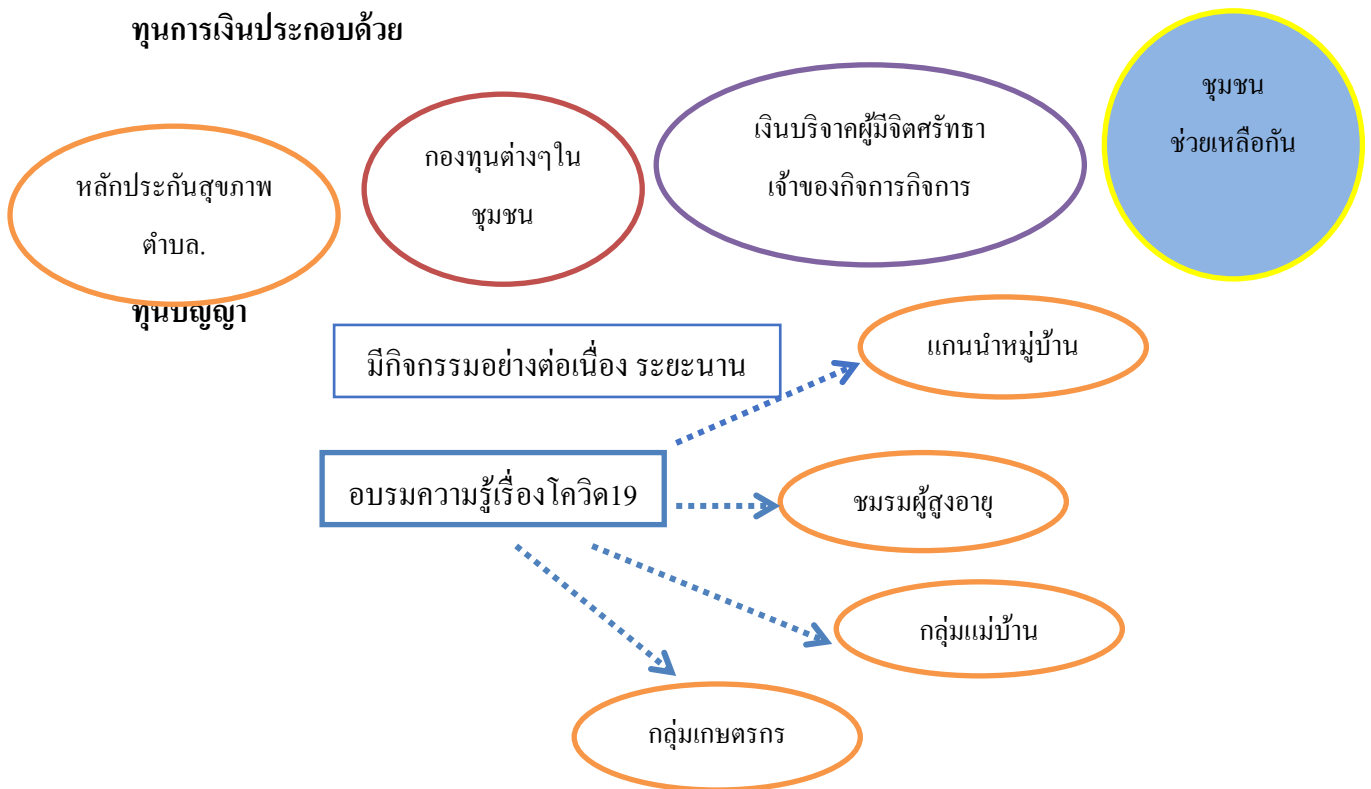 ทุนการเงินประกอบด้วย
หลักประกันสุขภาพ
ตำบล.
กองทุนต่างๆใน
ชุมชน
เงินบริจาคผู้มีจิตศรัทธา
เจ้าของกิจการกิจการ
ชุมชน
ช่วยเหลือกัน
ทุนปัญญา
มีกิจกรรมอย่างต่อเนื่อง ระยะนาน
แกนนำหมู่บ้าน
อบรมความรู้เรื่องโควิด19
ชมรมผู้สูงอายุ
กลุ่มแม่บ้าน
กลุ่มเกษตรกร